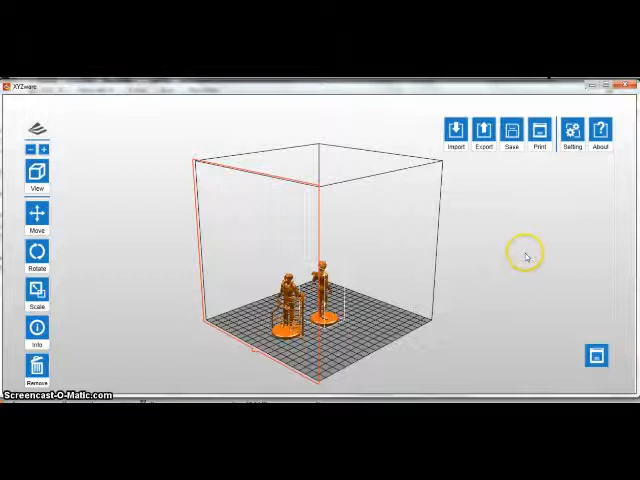 XYZware
Import
Export
Save
Print
Setting
About
View
Move
Rotate
Scale
Info
Remove
Screencast-O-Matic.com